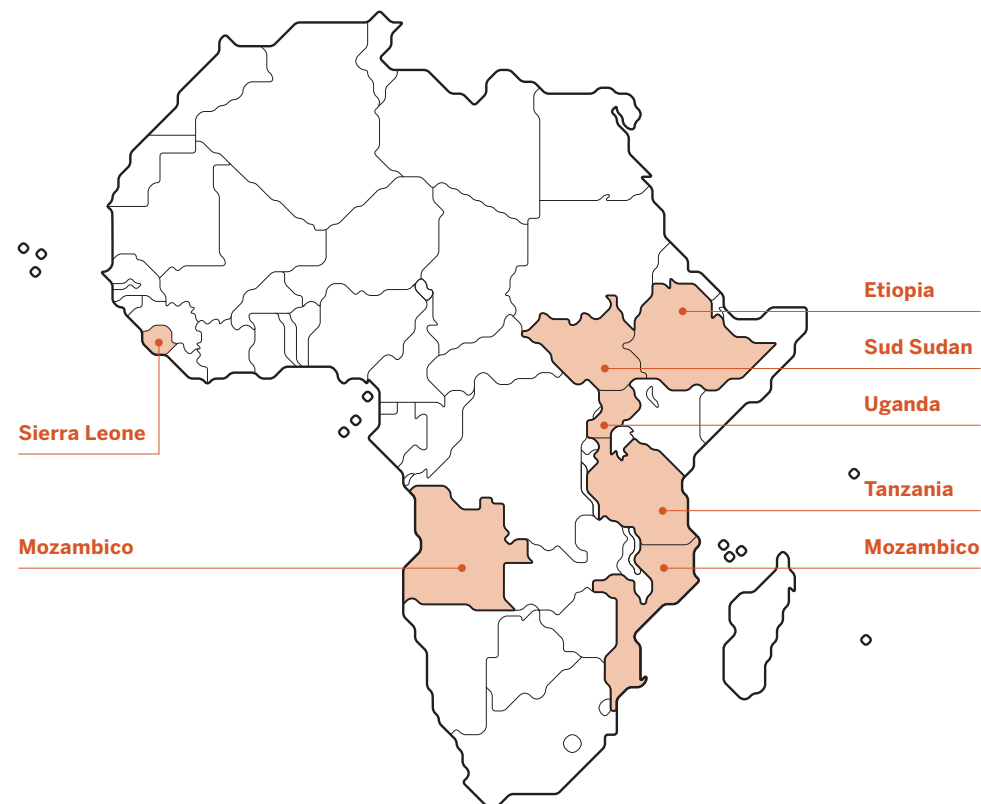 Etiopia
Sud Sudan
Uganda
Sierra Leone
Tanzania
Mozambico
Mozambico